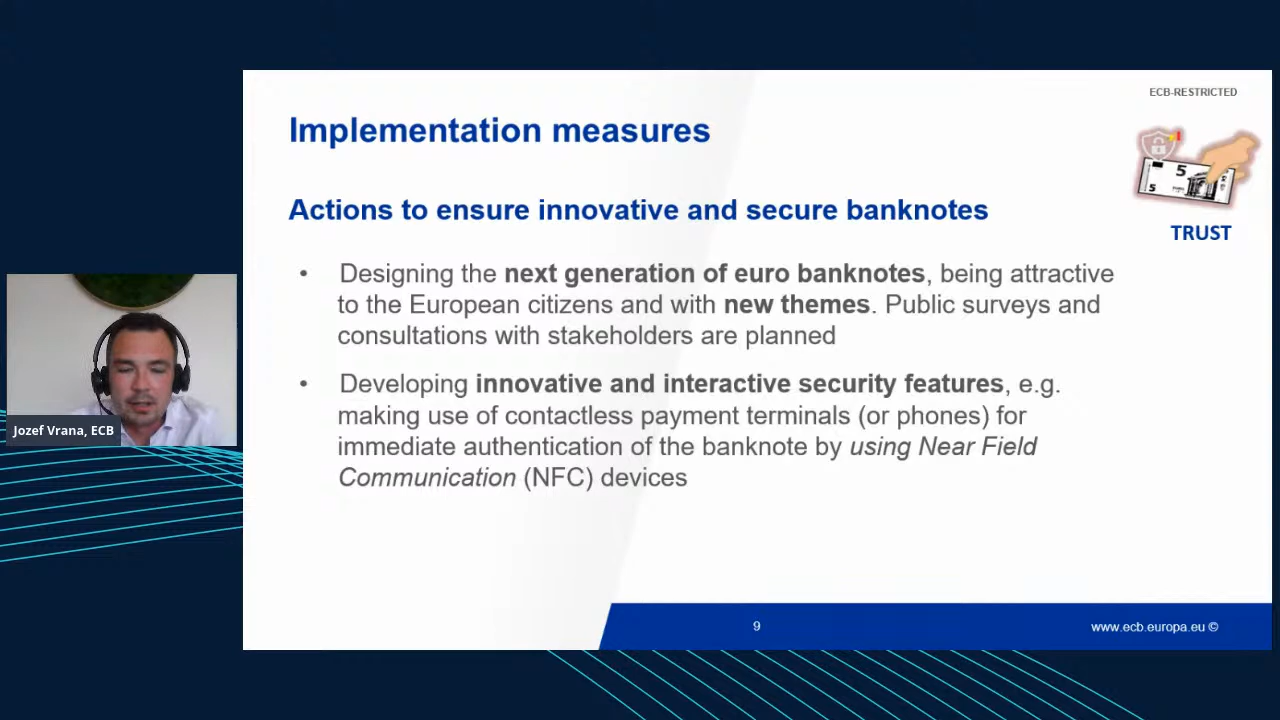 ECB-RESTRICTED
Implementation measures
5
5
TRUST
Actions to ensure innovative and secure banknotes
• Designing the next generation of euro banknotes, being attractive
to the European citizens and with new themes. Public surveys and
consultations with stakeholders are planned
• Developing innovative and interactive security features, e.g.
making use of contactless payment terminals (or phones) for
immediate authentication of the banknote by using Near Field
Communication (NFC) devices
Jozef Vrana, ECB
9
www.ecb.europa.eu ©